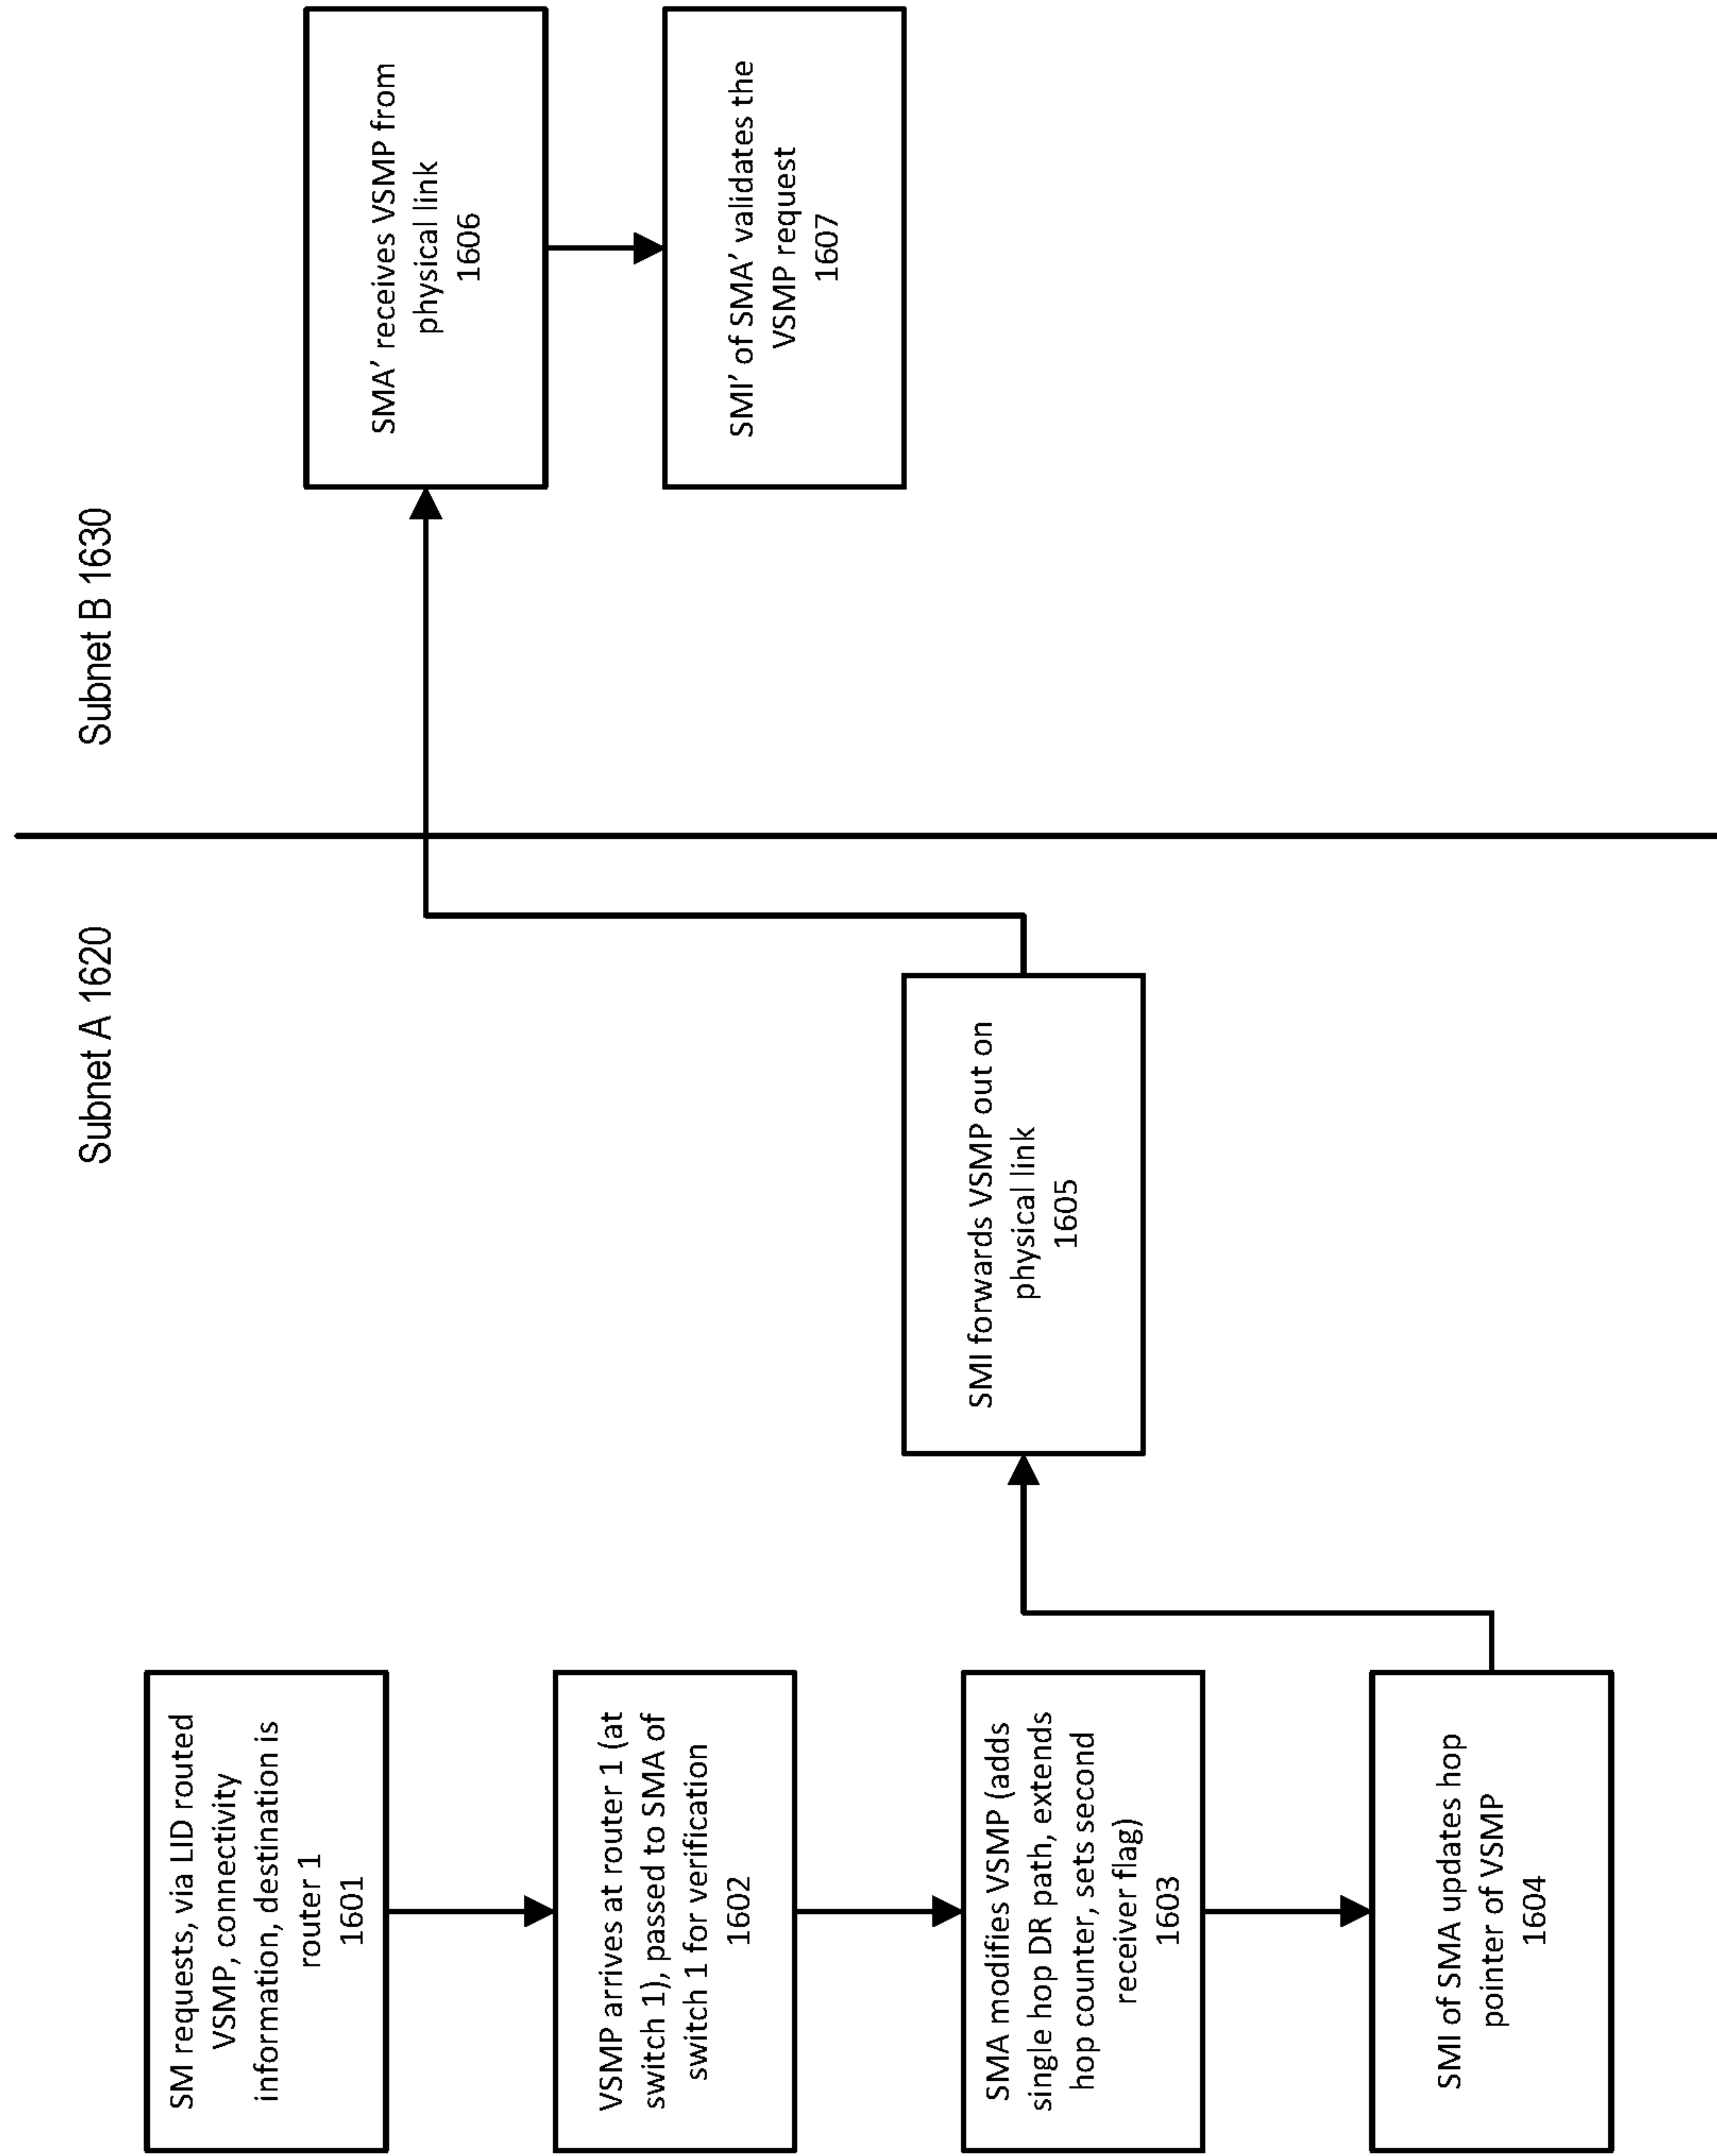 Subnet A 1620
Subnet B 1630
SM requests, via LID routed
VSMP, connectivity
information, destination is
router 1
1601
VSMP arrives at router 1 (at
switch 1), passed to SMA of
switch 1 for verification
1602
SMA modifies VSMP (adds
single hop DR path, extends
hop counter, sets second
receiver flag)
1603
SMI of SMA updates hop
pointer of VSMP
1604
SMI forwards VSMP out on
physical link
1605
SMA’ receives VSMP from
physical link
1606
SMI’ of SMA’ validates the
VSMP request
1607